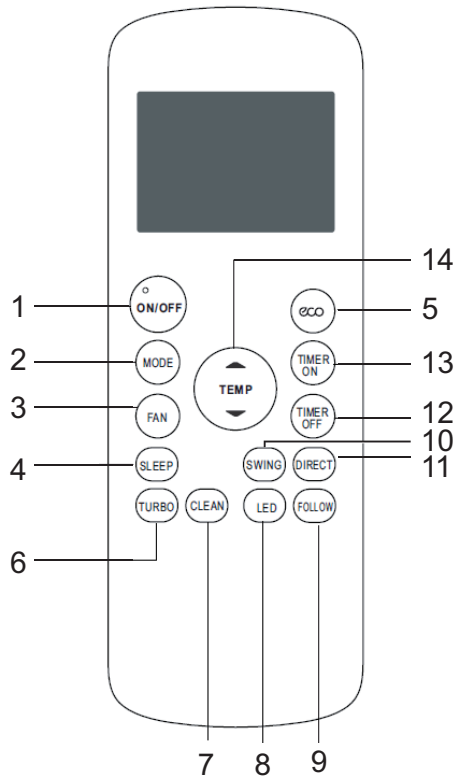 14
1
ON/OFF
eco
5
2
MODE
TIMER
ON
13
TEMP
3
FAN
TIMER
OFF
12
10
4
SLEEP
SWING
DIRECT
11
TURBO
CLEAN
LED
FOLLOW
6
7
8
9